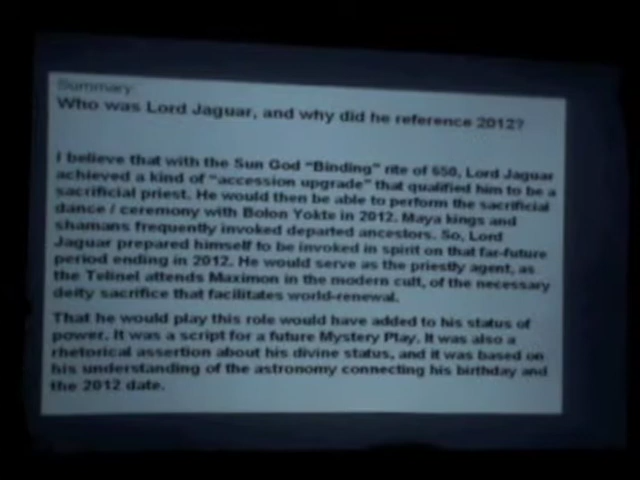 Summary:
Who was Lord Jaguar, and why did he reference 2012?
I believe that with the Sun God "Binding" rite of 650, Lord Jaguar
achieved a kind of "accession upgrade" that qualified him to be a
sacrificial priest. He would then be able to perform the sacrificial
dance / ceremony with Bolon Yokte in 2012. Maya kings and
shamans frequently invoked departed ancestors. So, Lord
Jaguar prepared himself to be invoked in spirit on that far-future
period ending in 2012. He would serve as the priestly agent, as
the Telinel attends Maximon in the modern cult, of the necessary
deity sacrifice that facilitates world-renewal.
That he would play this role would have added to his status of
power. It was a script for a future Mystery Play. It was also a
rhetorical assertion about his divine status, and it was based on
his understanding of the astronomy connecting his birthday and
the 2012 date.